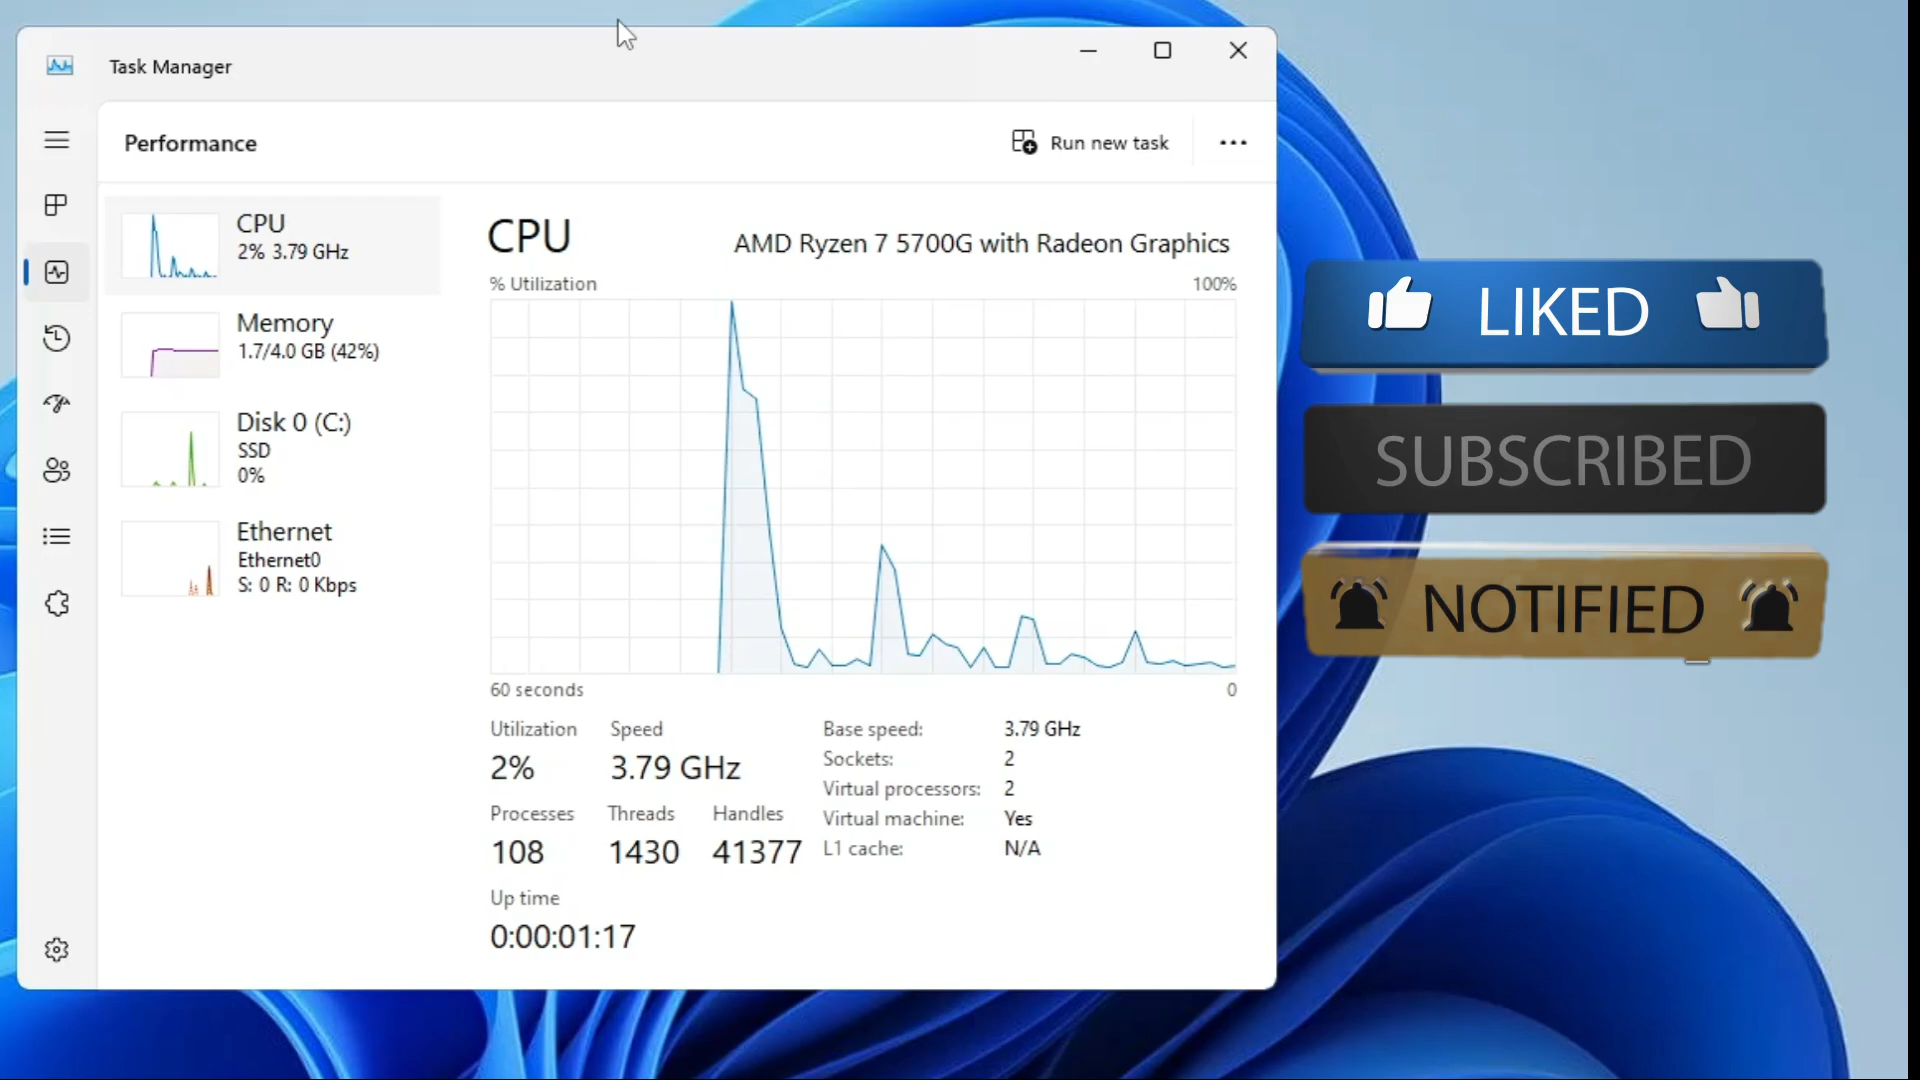 Task Manager
Performance
Run new task
CPU
2% 3.79 GHz
Memory
1.7/4.0 GB (42%)
Disk 0 (C:)
SSD
0%
Ethernet
Ethernet0
S: 0 R: 0 Kbps
CPU
AMD Ryzen 7 5700G with Radeon Graphics
% Utilization
100%
60 seconds
0
Utilization
Speed
2%
3.79 GHz
Processes
Threads
Handles
108
1430
41377
Up time
0:00:01:17
Base speed:
3.79 GHz
Sockets:
2
Virtual processors:
2
Virtual machine:
Yes
L1 cache:
N/A
LIKED
SUBSCRIBED
NOTIFIED